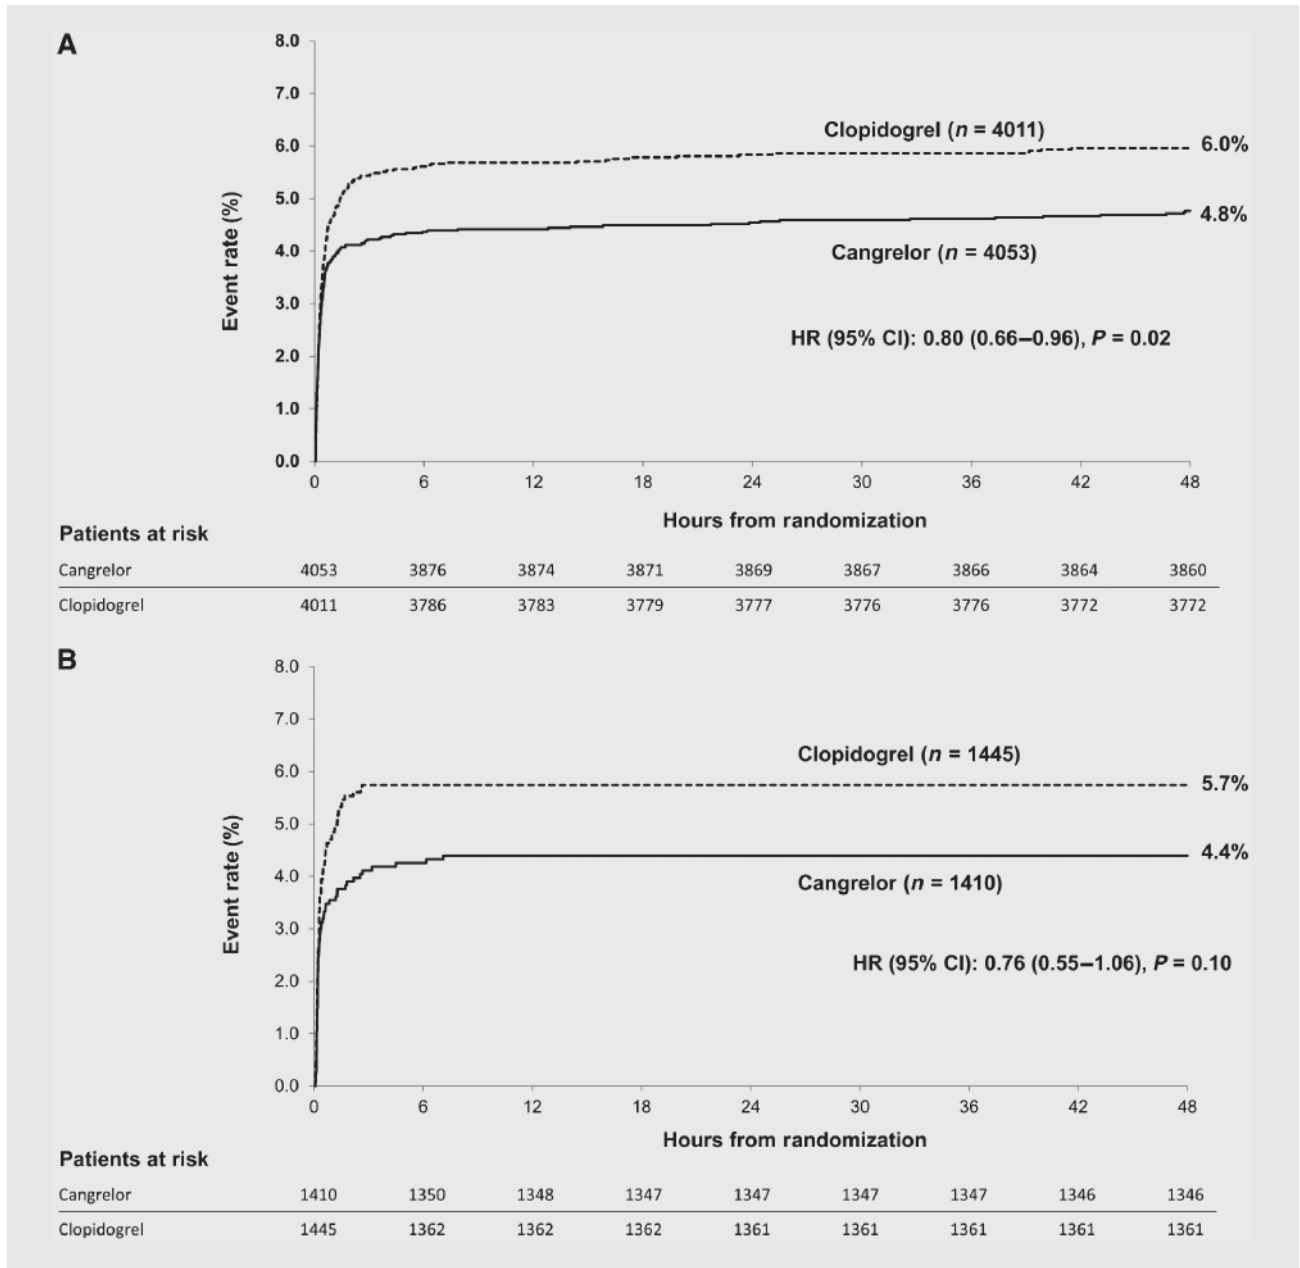 A
8.0
7.0
6.0
5.0
4.0
3.0
2.0
1.0
0.0
Event rate (%)
Clopidogrel (n = 4011)
6.0%
4.8%
Cangrelor (n = 4053)
HR (95% CI): 0.80 (0.66–0.96), P = 0.02
0 6 12 18 24 30 36 42 48
Hours from randomization
Patients at risk
Cangrelor 4053 3876 3874 3871 3869 3867 3866 3864 3860
Clopidogrel 4011 3786 3783 3779 3777 3776 3776 3772 3772
B
8.0
7.0
6.0
5.0
4.0
3.0
2.0
1.0
0.0
Event rate (%)
Clopidogrel (n = 1445)
5.7%
4.4%
Cangrelor (n = 1410)
HR (95% CI): 0.76 (0.55–1.06), P = 0.10
0 6 12 18 24 30 36 42 48
Hours from randomization
Patients at risk
Cangrelor 1410 1350 1348 1347 1347 1347 1347 1346 1346
Clopidogrel 1445 1362 1362 1362 1361 1361 1361 1361 1361